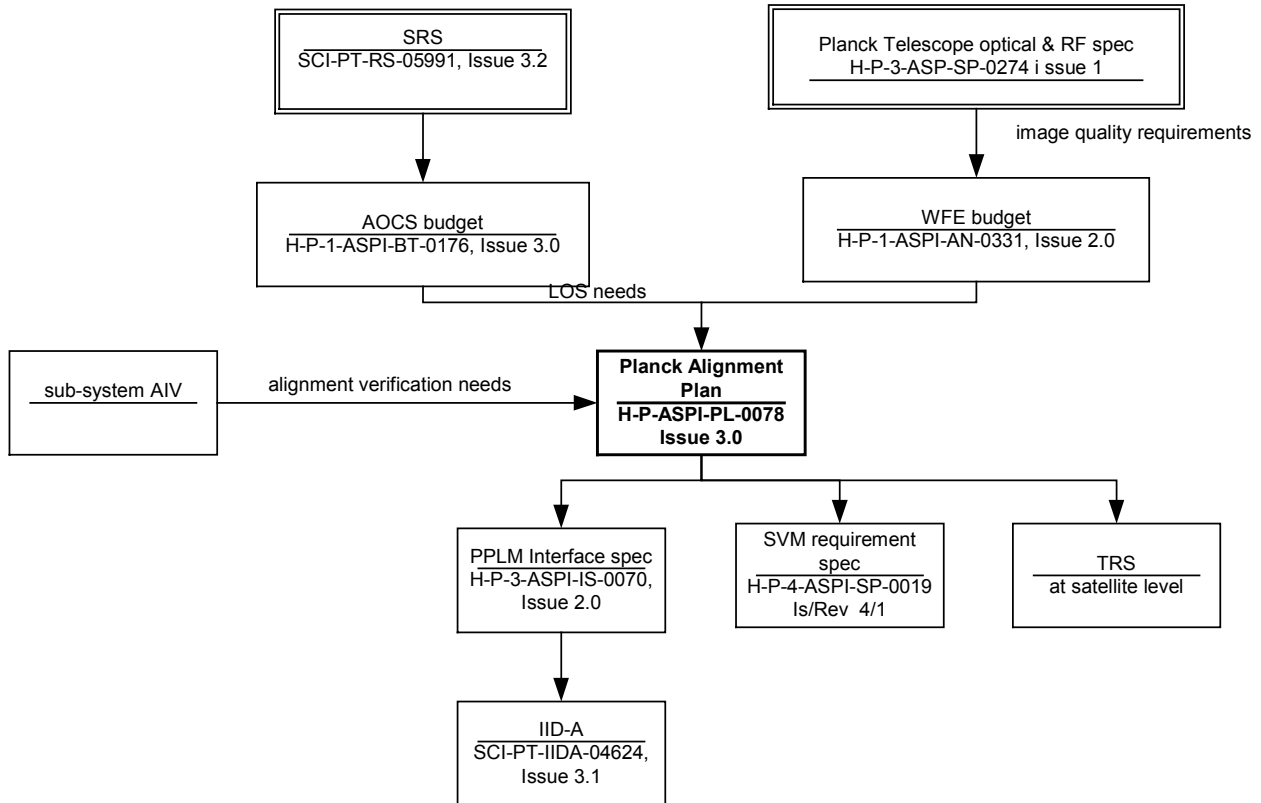 SRS
SCI-PT-RS-05991, Issue 3.2
Planck Telescope optical & RF spec
H-P-3-ASP-SP-0274 i ssue 1
image quality requirements
AOCS budget
H-P-1-ASPI-BT-0176, Issue 3.0
WFE budget
H-P-1-ASPI-AN-0331, Issue 2.0
LOS needs
sub-system AIV
alignment verification needs
Planck Alignment
Plan
H-P-ASPI-PL-0078
Issue 3.0
PPLM Interface spec
H-P-3-ASPI-IS-0070,
Issue 2.0
SVM requirement
spec
H-P-4-ASPI-SP-0019
Is/Rev 4/1
TRS
at satellite level
IID-A
SCI-PT-IIDA-04624,
Issue 3.1